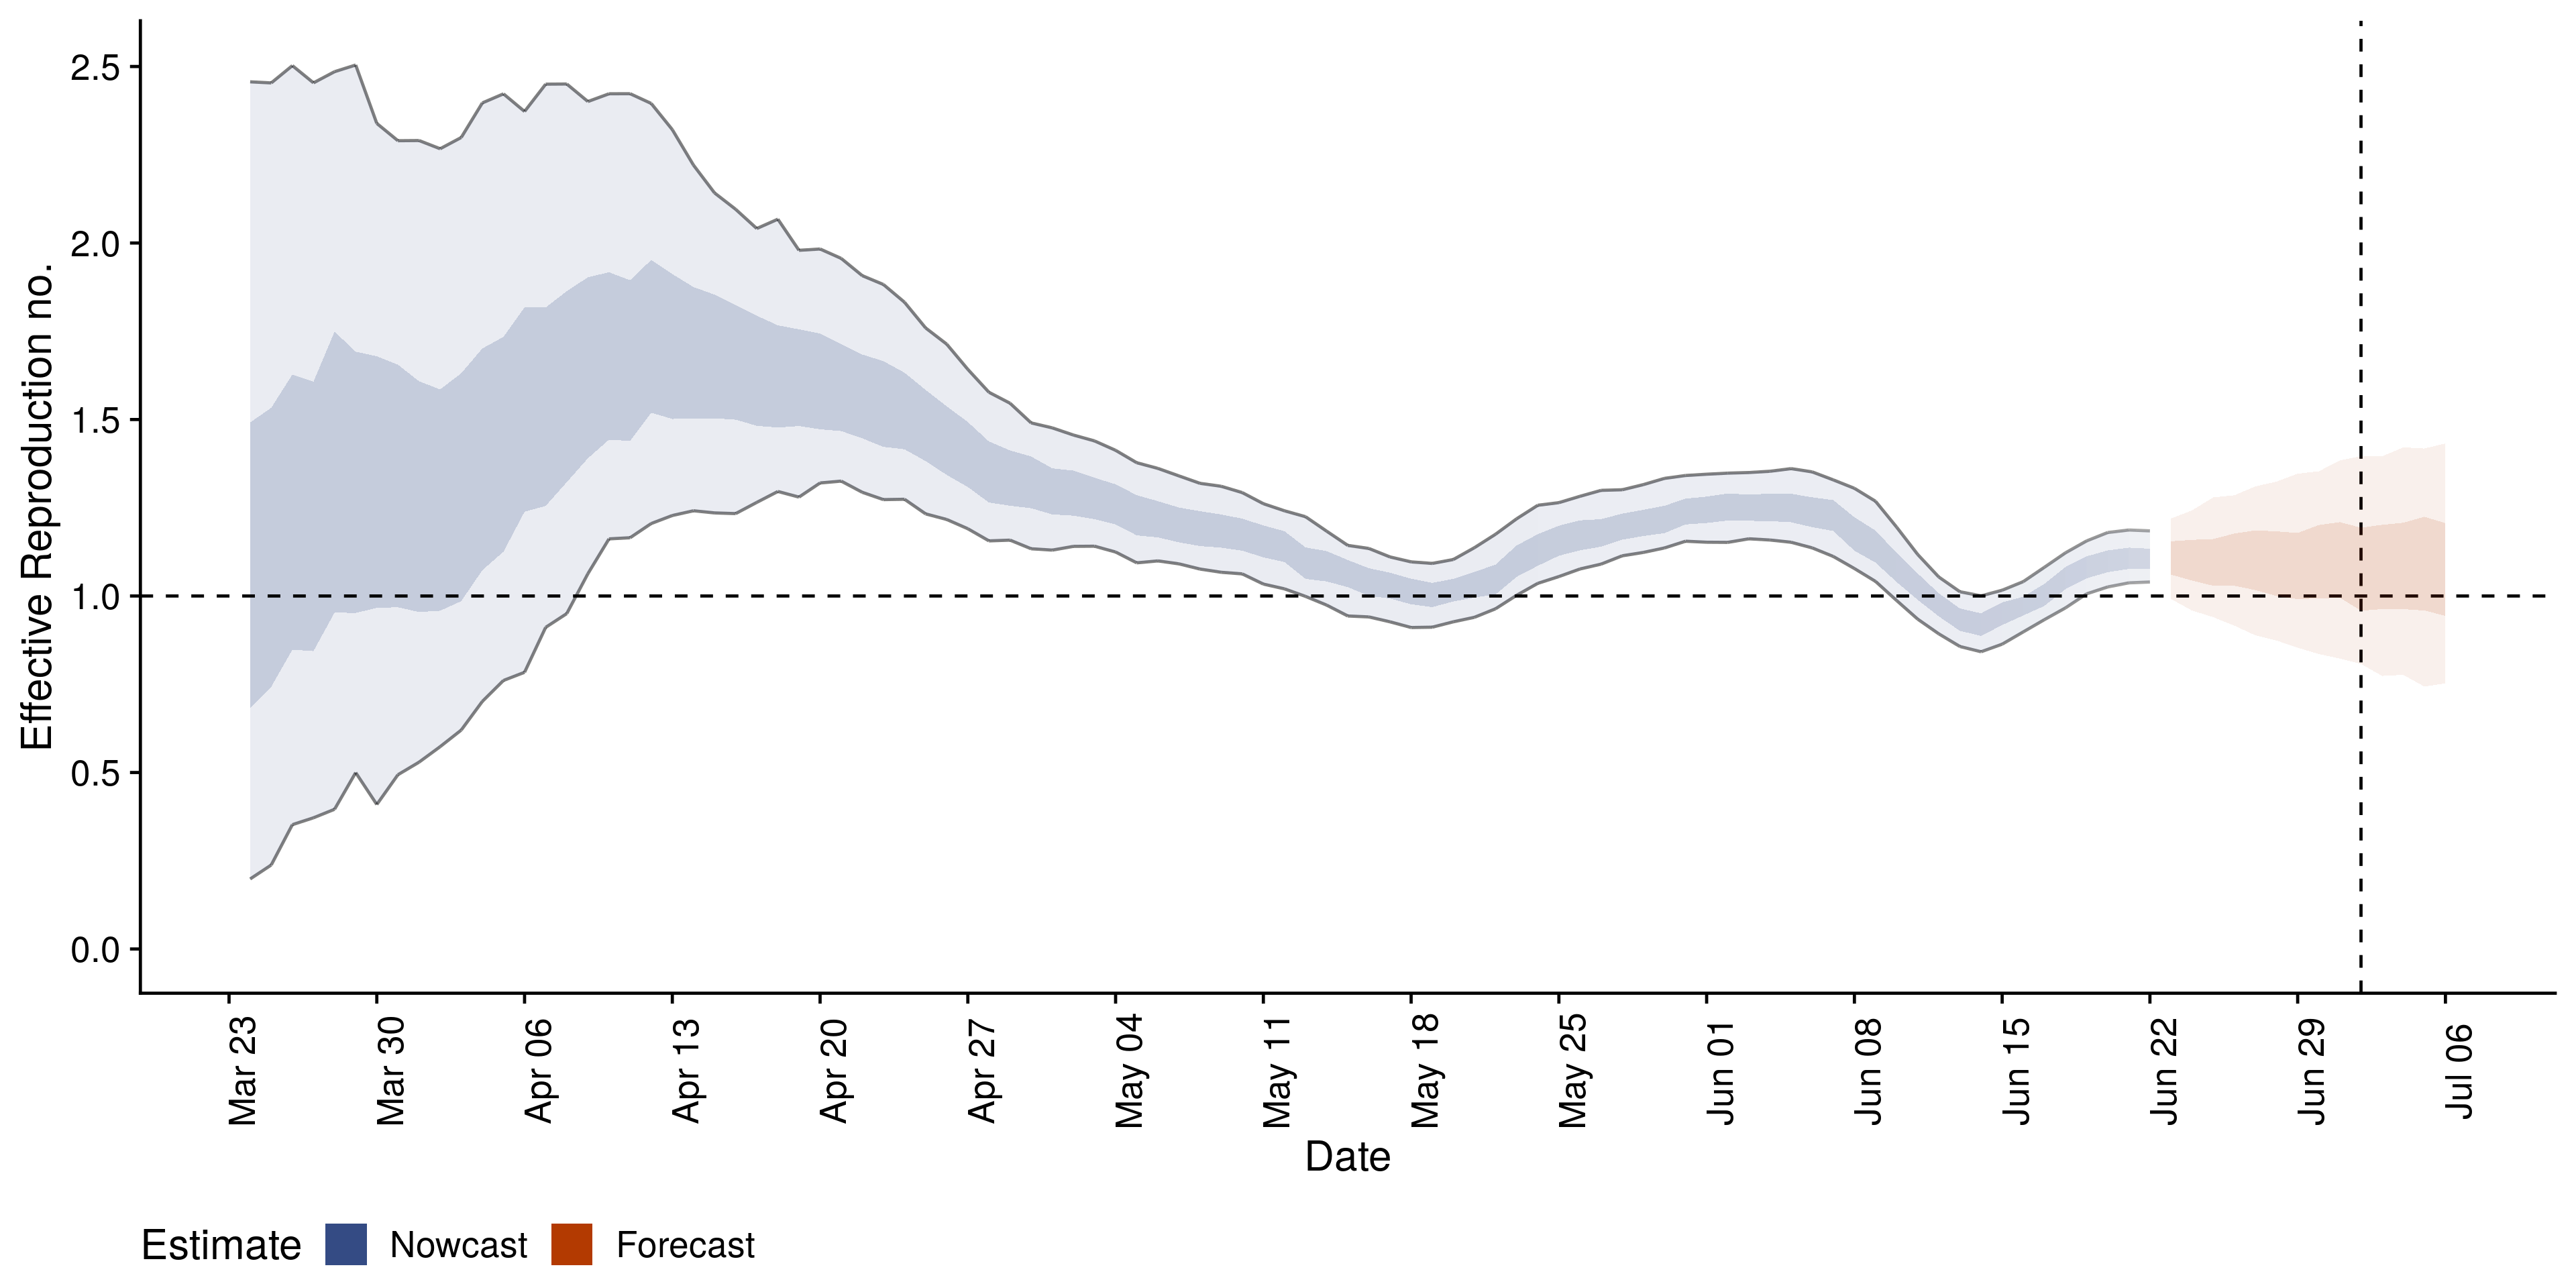 Effective Reproduction no.
2.5
2.0
1.5
1.0
0.5
0.0
Mar 23
Mar 30
Apr 06
Apr 13
Apr 20
Apr 27
May 04
May 11
May 18
May 25
Jun 01
Jun 08
Jun 15
Jun 22
Jun 29
Jul 06
Date
Estimate Nowcast Forecast